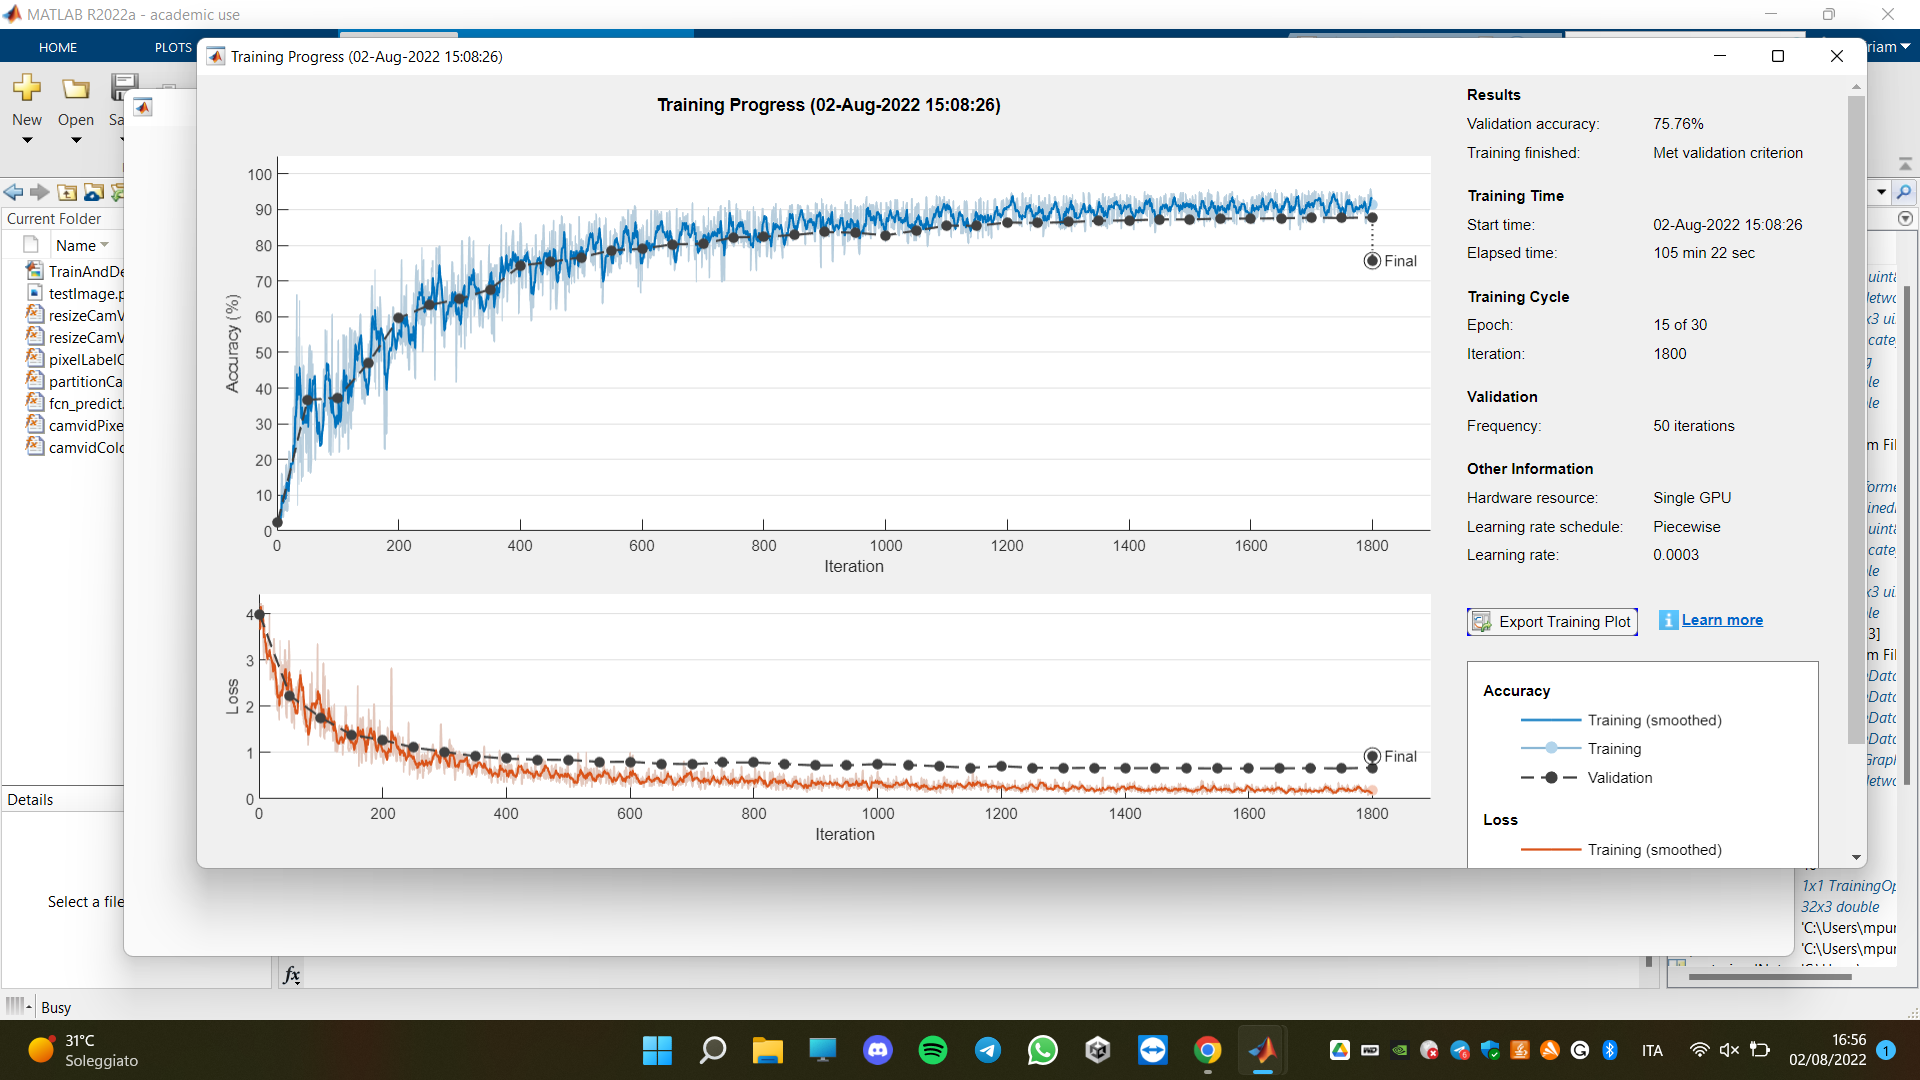 MATLAB R2022a - academic use
HOME
PLOTS
New
Open
Current Folder
Name
testImage.p
resizeCamV
resizeCamV
pixelLabelC
partitionCa
fcn_predict.
camvidPixe
camvidColo
Details
Select a file
Busy
Training Progress (02-Aug-2022 15:08:26)
Training Progress (02-Aug-2022 15:08:26)
Accuracy (%)
100
90
80
70
60
50
40
30
20
10
0
0 200 400 600 800 1000 1200 1400 1600 1800
Iteration
Final
Loss
4
3
2
1
0
0 200 400 600 800 1000 1200 1400 1600 1800
Iteration
Final
Results
Validation accuracy: 75.76%
Training finished: Met validation criterion
Training Time
Start time: 02-Aug-2022 15:08:26
Elapsed time: 105 min 22 sec
Training Cycle
Epoch: 15 of 30
Iteration: 1800
Validation
Frequency: 50 iterations
Other Information
Hardware resource: Single GPU
Learning rate schedule: Piecewise
Learning rate: 0.0003
Export Training Plot
Learn more
Accuracy
Training (smoothed)
Training
Validation
Loss
Training (smoothed)
1x1 TrainingOp
32x3 double
'C:\Users\mpur
'C:\Users\mpur
31°C
Soleggiato
ITA
16:56
02/08/2022
1